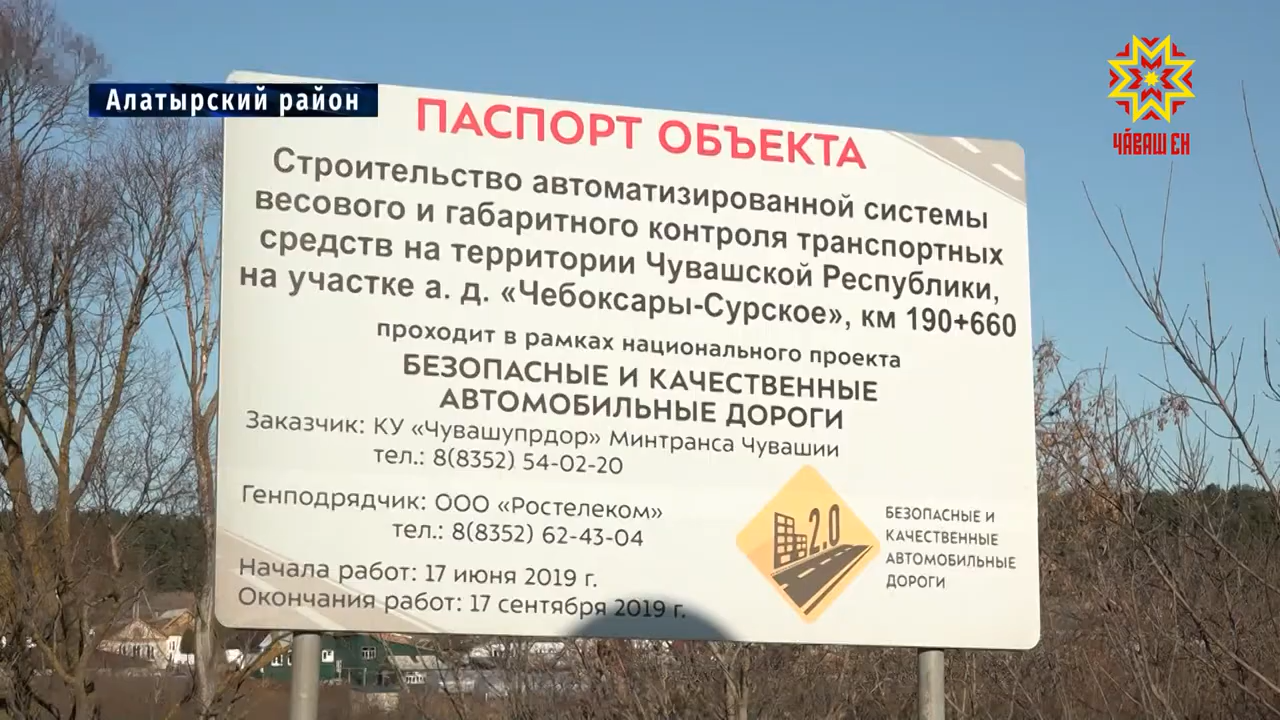 Алатырский район
ЧӐВАШ ЕН
ПАСПОРТ ОБЪЕКТА
Строительство автоматизированной системы
весового и габаритного контроля транспортных
средств на территории Чувашской Республики,
на участке а. д. «Чебоксары-Сурское», км 190+660
проходит в рамках национального проекта
БЕЗОПАСНЫЕ И КАЧЕСТВЕННЫЕ
АВТОМОБИЛЬНЫЕ ДОРОГИ
Заказчик: КУ «Чувашупрдор» Минтранса Чувашии
тел.: 8(8352) 54-02-20
Генподрядчик: ООО «Ростелеком»
тел.: 8(8352) 62-43-04
Начала работ: 17 июня 2019 г.
Окончания работ: 17 сентября 2019 г.
2.0
БЕЗОПАСНЫЕ И
КАЧЕСТВЕННЫЕ
АВТОМОБИЛЬНЫЕ
ДОРОГИ